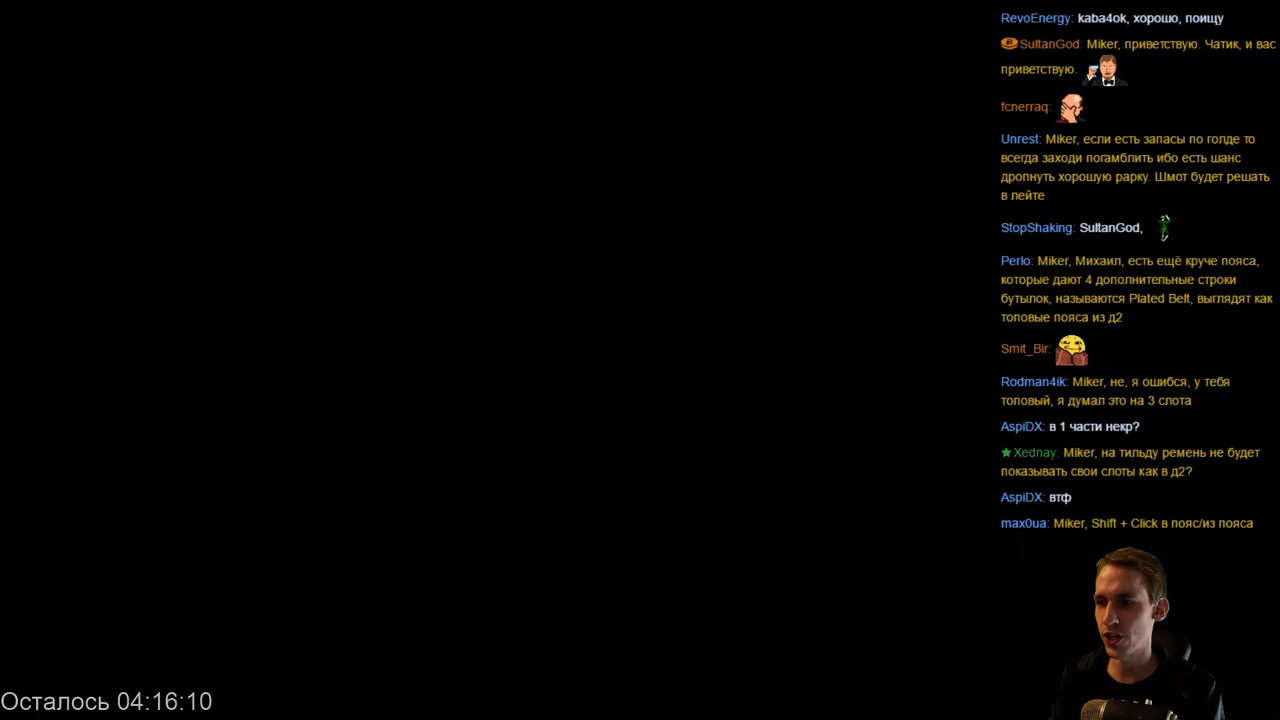 RevoEnergy: kaba4ok, хорошо, поищу
SultanGod: Miker, приветствую. Чатик, и вас
приветствую.
fcnerraq:
Unrest: Miker, если есть запасы по голде то
всегда заходи погамблить ибо есть шанс
дропнуть хорошую рарку. Шмот будет решать
в лейте
StopShaking: SultanGod,
Perlo: Miker, Михаил, есть ещё круче пояса,
которые дают 4 дополнительные строки
бутылок, называются Plated Belt, выглядят как
топовые пояса из д2
Smit_Bir:
Rodman4ik: Miker, не, я ошибся, у тебя
топовый, я думал это на 3 слота
AspiDX: в 1 части некр?
Xednay: Miker, на тильду ремень не будет
показывать свои слоты как в д2?
AspiDX: втф
max0ua: Miker, Shift + Click в пояс/из пояса
Осталось 04:16:10